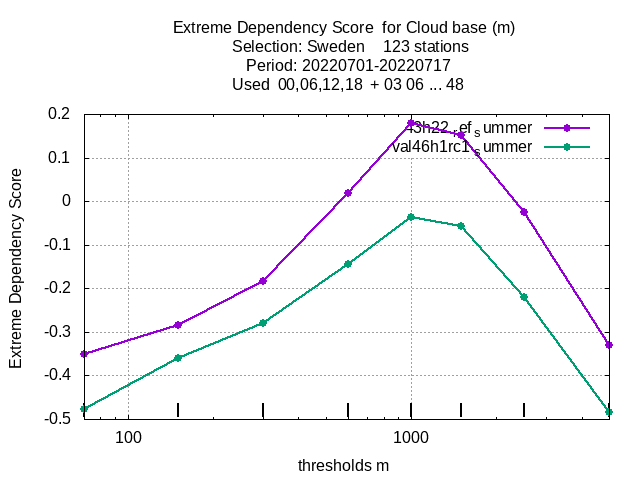 Extreme Dependency Score  for Cloud base (m)
Selection: Sweden    123 stations
Period: 20220701-20220717
Used  00,06,12,18  + 03 06 ... 48
43h22_ref_summer
val46h1rc1_summer
0.2
0.1
0
-0.1
-0.2
-0.3
-0.4
-0.5
Extreme Dependency Score
100 1000
thresholds m